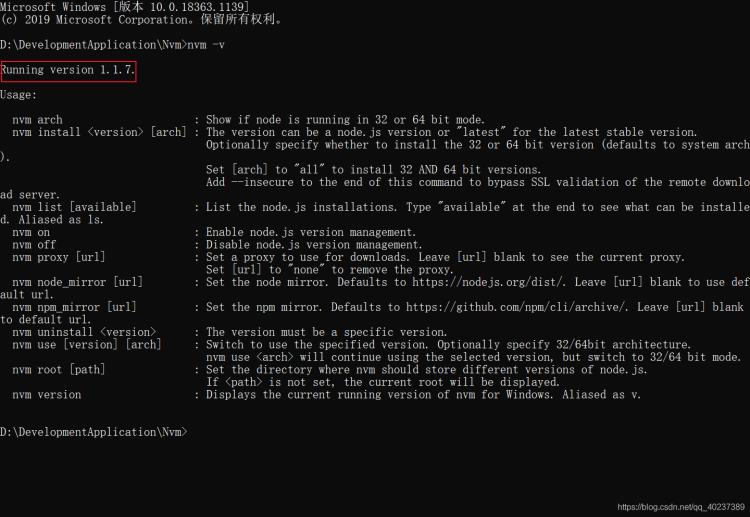 Microsoft Windows [版本 10.0.18363.1139]
(c) 2019 Microsoft Corporation。保留所有权利。
D:\DevelopmentApplication\Nvm>nvm -v
Running version 1.1.7.
Usage:
nvm arch : Show if node is running in 32 or 64 bit mode.
nvm install <version> [arch] : The version can be a node.js version or "latest" for the latest stable version.
Optionally specify whether to install the 32 or 64 bit version (defaults to system arch
).
Set [arch] to "all" to install 32 AND 64 bit versions.
Add --insecure to the end of this command to bypass SSL validation of the remote downlo
ad server.
nvm list [available] : List the node.js installations. Type "available" at the end to see what can be installe
d. Aliased as ls.
nvm on : Enable node.js version management.
nvm off : Disable node.js version management.
nvm proxy [url] : Set a proxy to use for downloads. Leave [url] blank to see the current proxy.
Set [url] to "none" to remove the proxy.
nvm node_mirror [url] : Set the node mirror. Defaults to https://nodejs.org/dist/. Leave [url] blank to use def
ault url.
nvm npm_mirror [url] : Set the npm mirror. Defaults to https://github.com/npm/cli/archive/. Leave [url] blank
to default url.
nvm uninstall <version> : The version must be a specific version.
nvm use [version] [arch] : Switch to use the specified version. Optionally specify 32/64bit architecture.
nvm use <arch> will continue using the selected version, but switch to 32/64 bit mode.
nvm root [path] : Set the directory where nvm should store different versions of node.js.
If <path> is not set, the current root will be displayed.
nvm version : Displays the current running version of nvm for Windows. Aliased as v.
D:\DevelopmentApplication\Nvm>
https://blog.csdn.net/qq_40237389